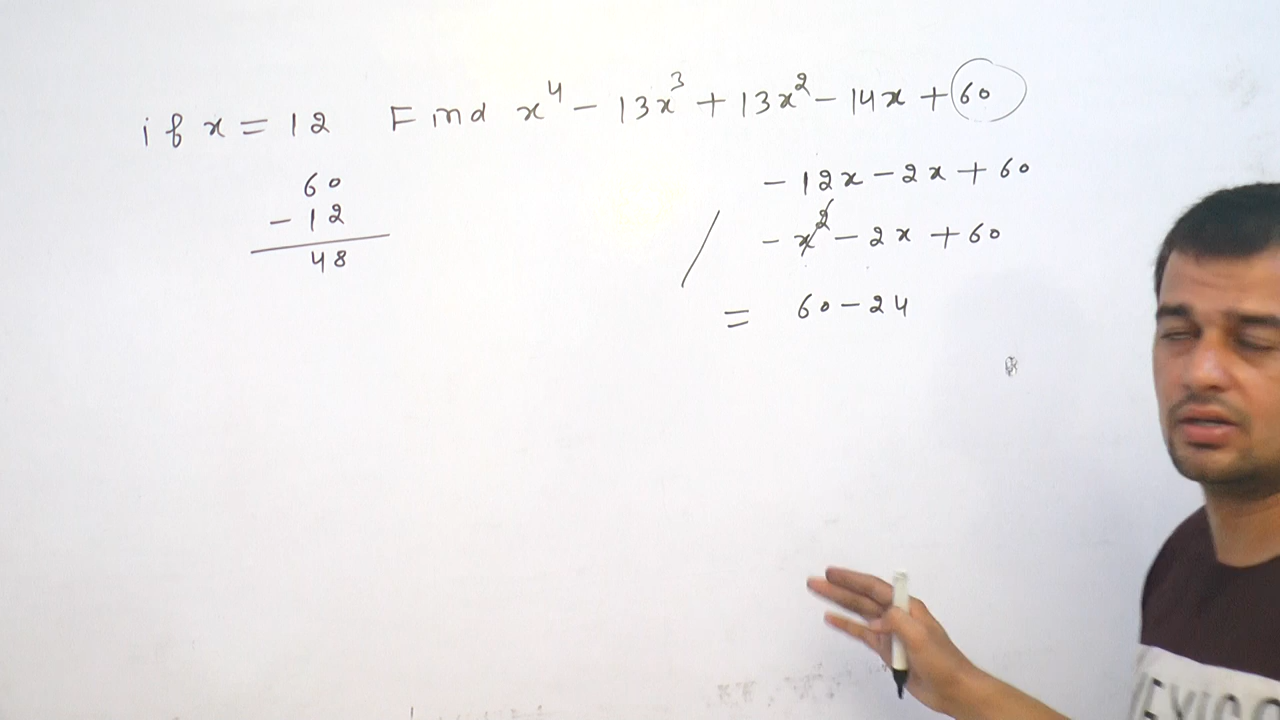 if x = 12 Find x⁴ - 13x³ + 13x² - 14x + 60
60
- 12
48
- 12x - 2x + 60
/ - x² - 2x + 60
= 60 - 24